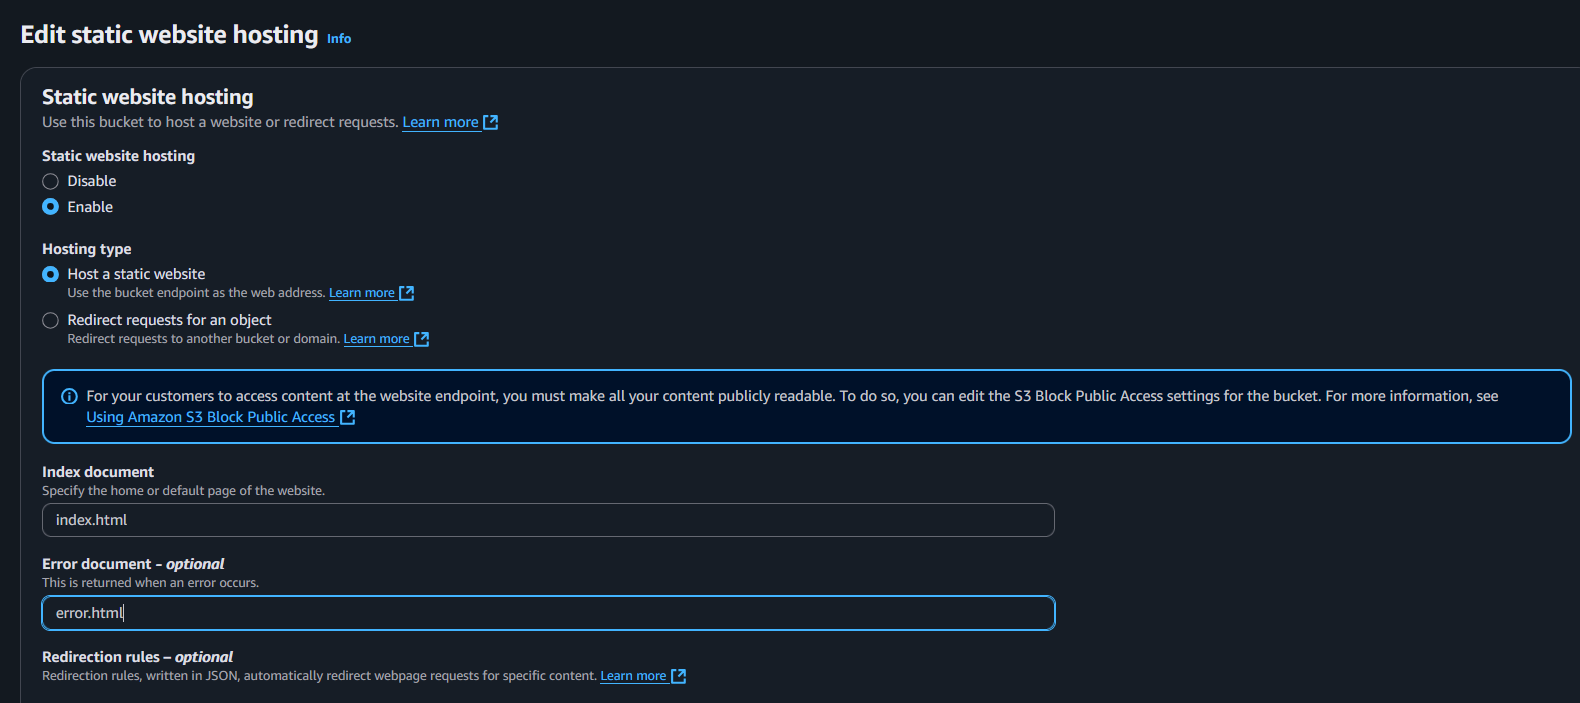 Edit static website hosting Info
Static website hosting
Use this bucket to host a website or redirect requests. Learn more
Static website hosting
Disable
Enable
Hosting type
Host a static website
Use the bucket endpoint as the web address. Learn more
Redirect requests for an object
Redirect requests to another bucket or domain. Learn more
For your customers to access content at the website endpoint, you must make all your content publicly readable. To do so, you can edit the S3 Block Public Access settings for the bucket. For more information, see
Using Amazon S3 Block Public Access
Index document
Specify the home or default page of the website.
index.html
Error document – optional
This is returned when an error occurs.
error.html
Redirection rules – optional
Redirection rules, written in JSON, automatically redirect webpage requests for specific content. Learn more